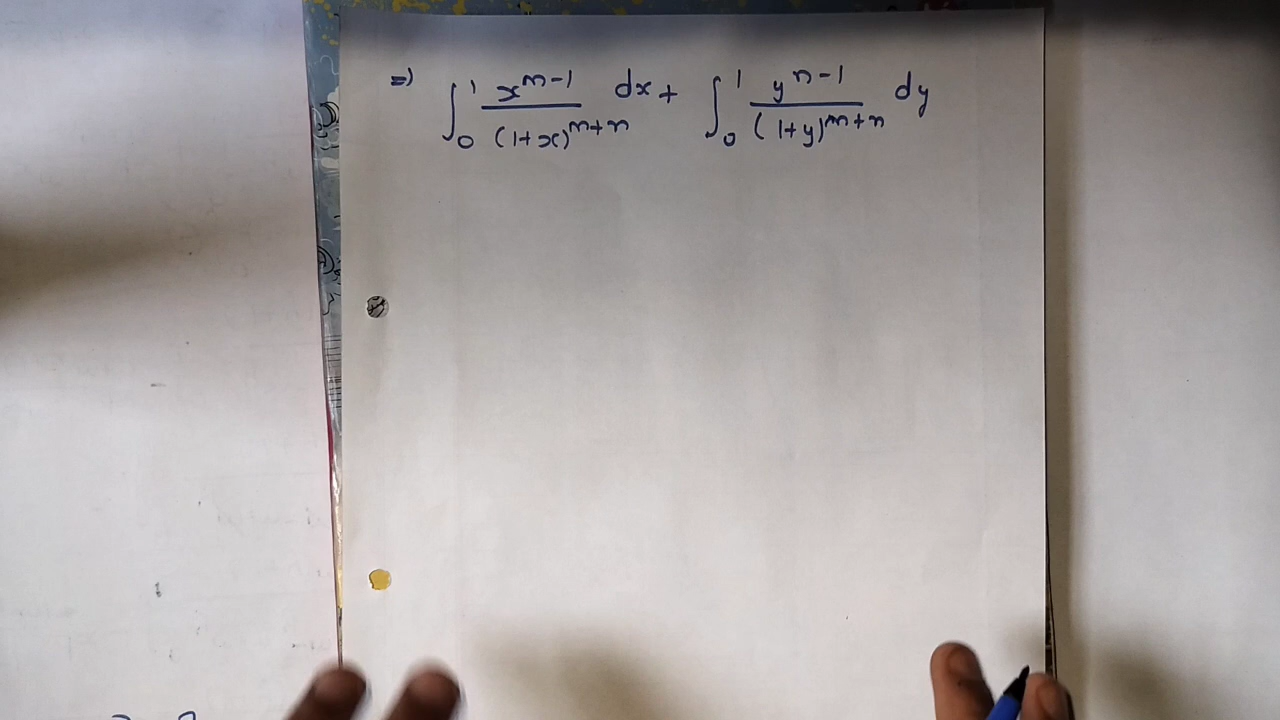 ⇒) ∫₀¹ x^(m-1)/(1+x)^(m+n) dx + ∫₀¹ y^(n-1)/(1+y)^(m+n) dy